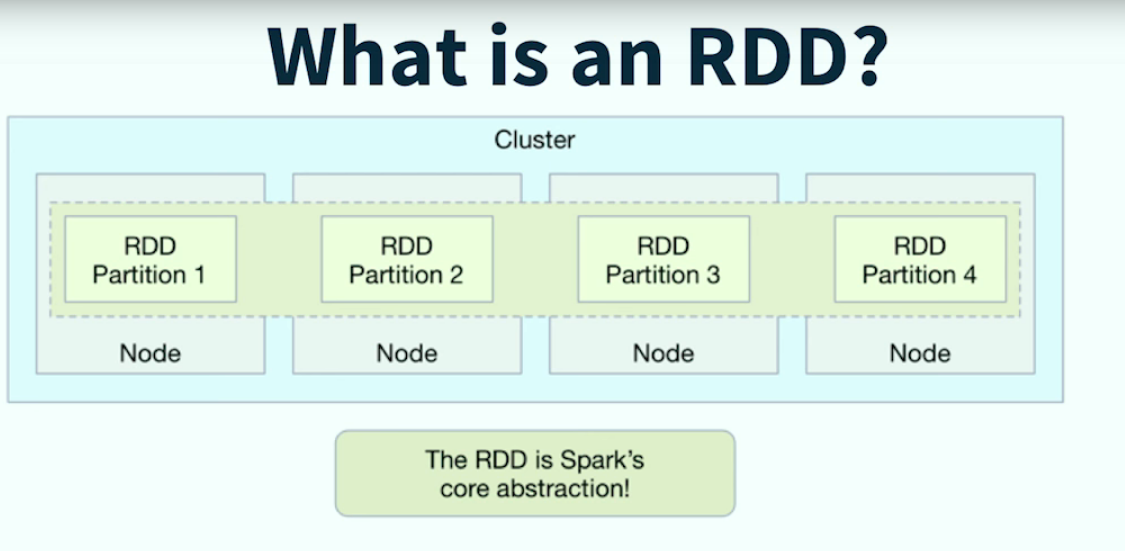 What is an RDD?
Cluster
RDD
Partition 1
RDD
Partition 2
RDD
Partition 3
RDD
Partition 4
Node
Node
Node
Node
The RDD is Spark's
core abstraction!